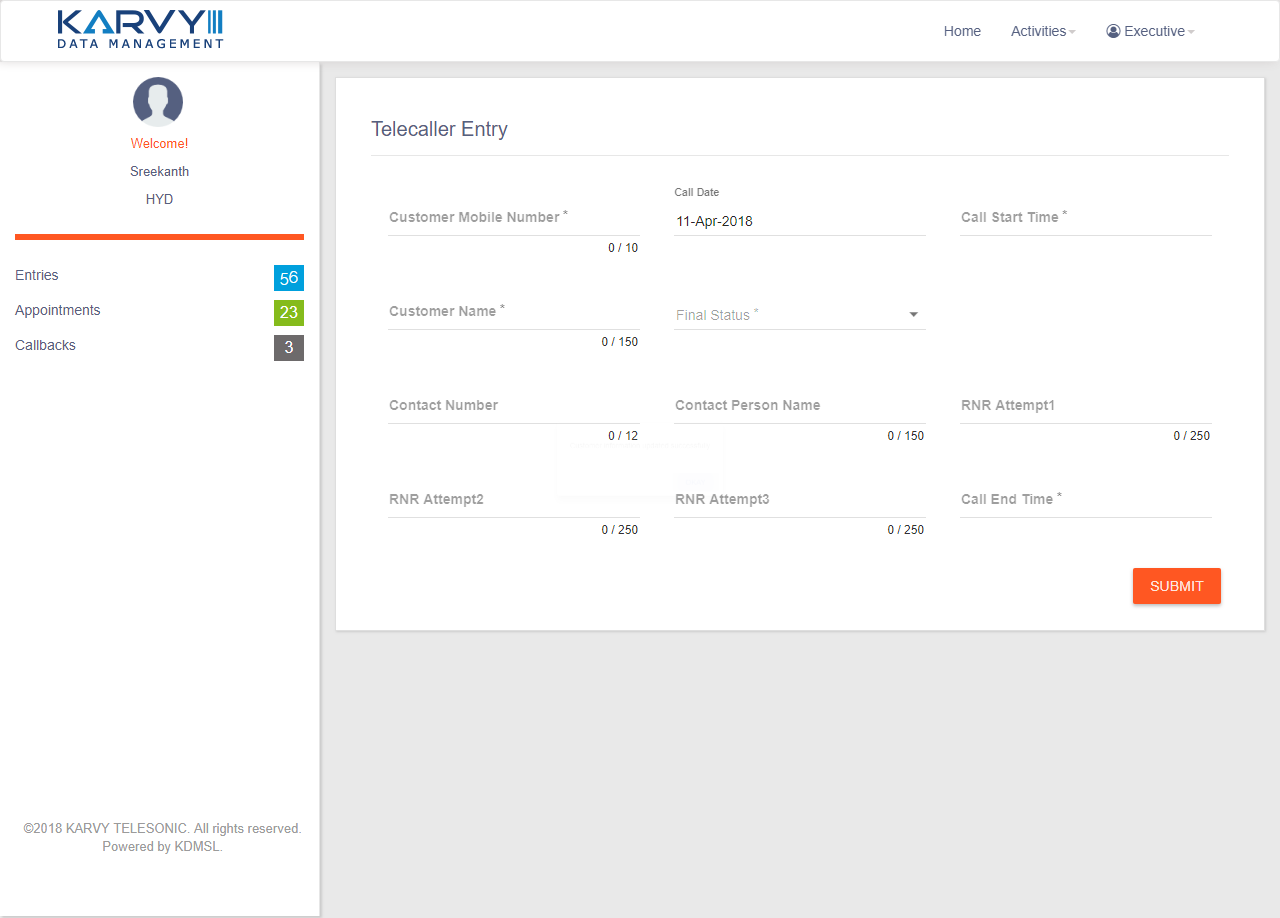 KARVY
DATA MANAGEMENT
Home
Activities
Executive
Welcome!
Sreekanth
HYD
Entries 56
Appointments 23
Callbacks 3
©2018 KARVY TELESONIC. All rights reserved.
Powered by KDMSL.
Telecaller Entry
Customer Mobile Number *
0 / 10
Call Date
11-Apr-2018
Call Start Time *
Customer Name *
0 / 150
Final Status *
Contact Number
0 / 12
Contact Person Name
0 / 150
RNR Attempt1
0 / 250
RNR Attempt2
0 / 250
RNR Attempt3
0 / 250
Call End Time *
SUBMIT